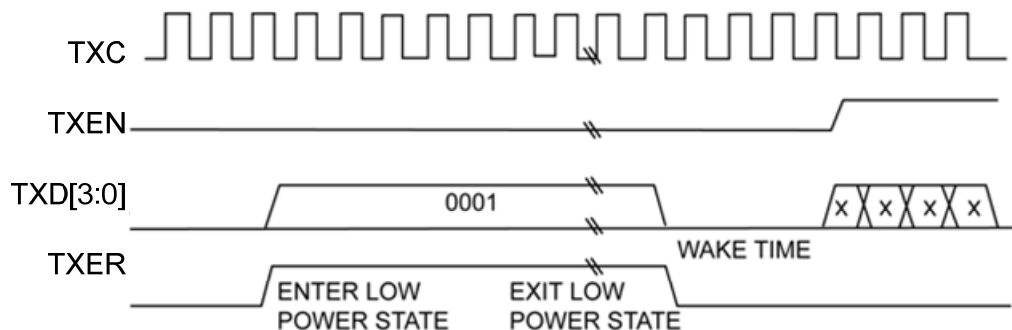 TXC
TXEN
TXD[3:0]
0001
x x x x
WAKE TIME
TXER
ENTER LOW
POWER STATE
EXIT LOW
POWER STATE